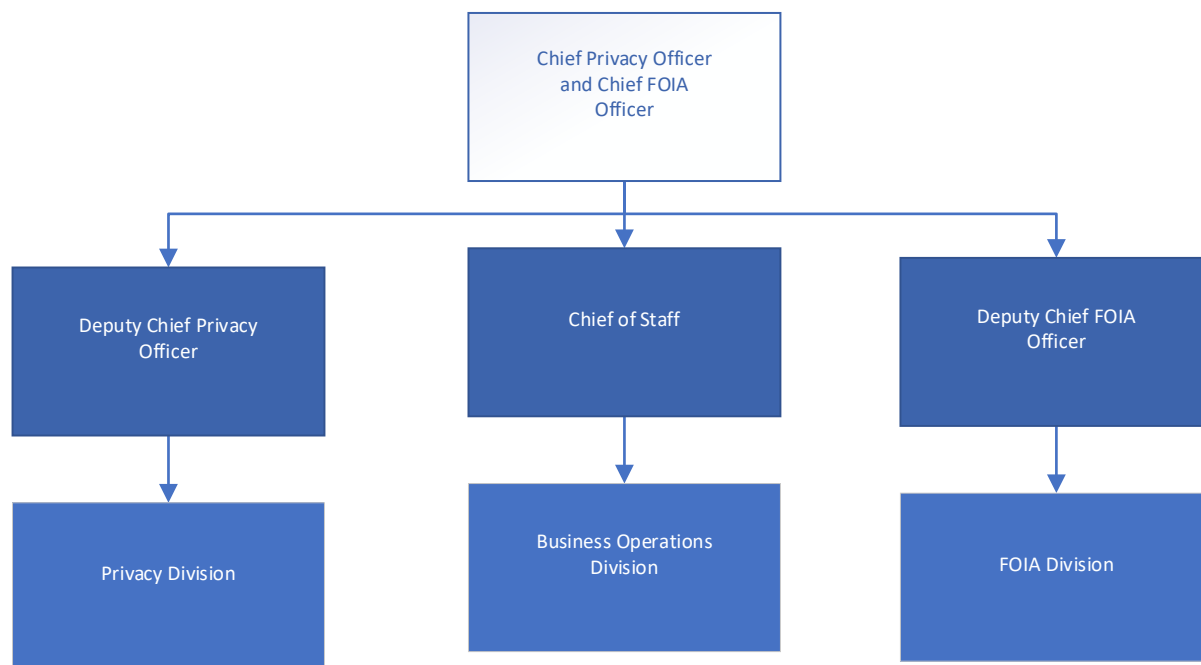 Chief Privacy Officer
and Chief FOIA
Officer
Deputy Chief Privacy
Officer
Chief of Staff
Deputy Chief FOIA
Officer
Privacy Division
Business Operations
Division
FOIA Division